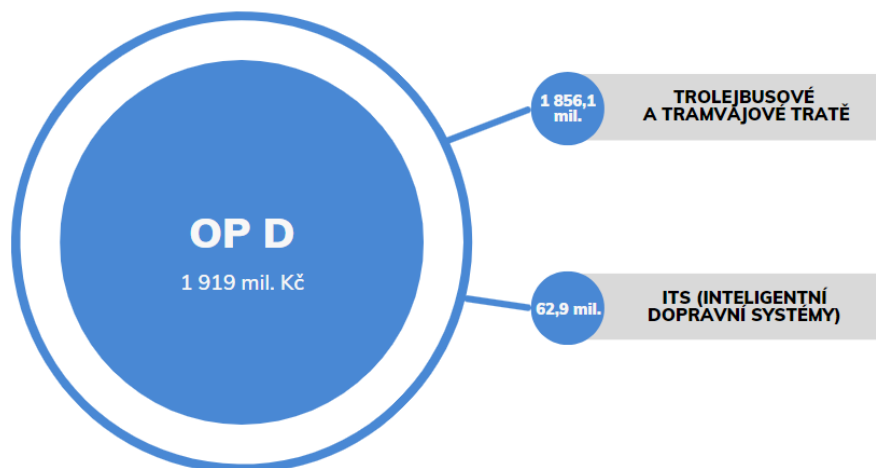 OP D
1 919 mil. Kč
1 856,1
mil.
TROLEJBUSOVÉ
A TRAMVAJOVÉ TRATĚ
62,9 mil.
ITS (INTELIGENTNÍ
DOPRAVNÍ SYSTÉMY)